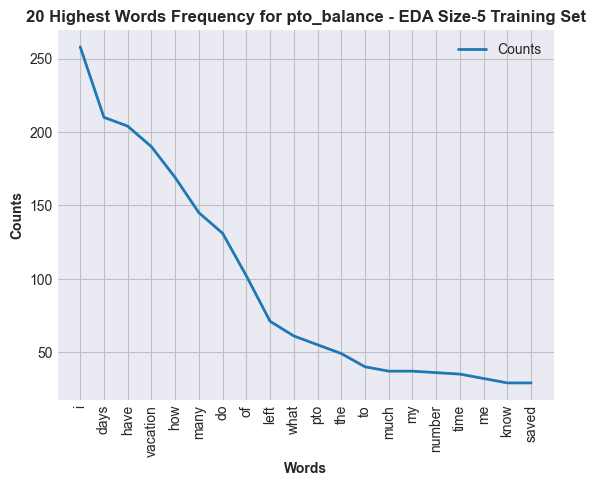 20 Highest Words Frequency for pto_balance - EDA Size-5 Training Set
Counts
250
200
150
100
50
Counts
i
days
have
vacation
how
many
do
of
left
what
pto
the
to
much
my
number
time
me
know
saved
Words